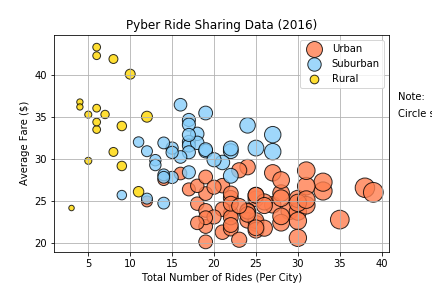 Pyber Ride Sharing Data (2016)
Urban
Suburban
Rural
Note:
Circle s
Average Fare ($)
40
35
30
25
20
5 10 15 20 25 30 35 40
Total Number of Rides (Per City)